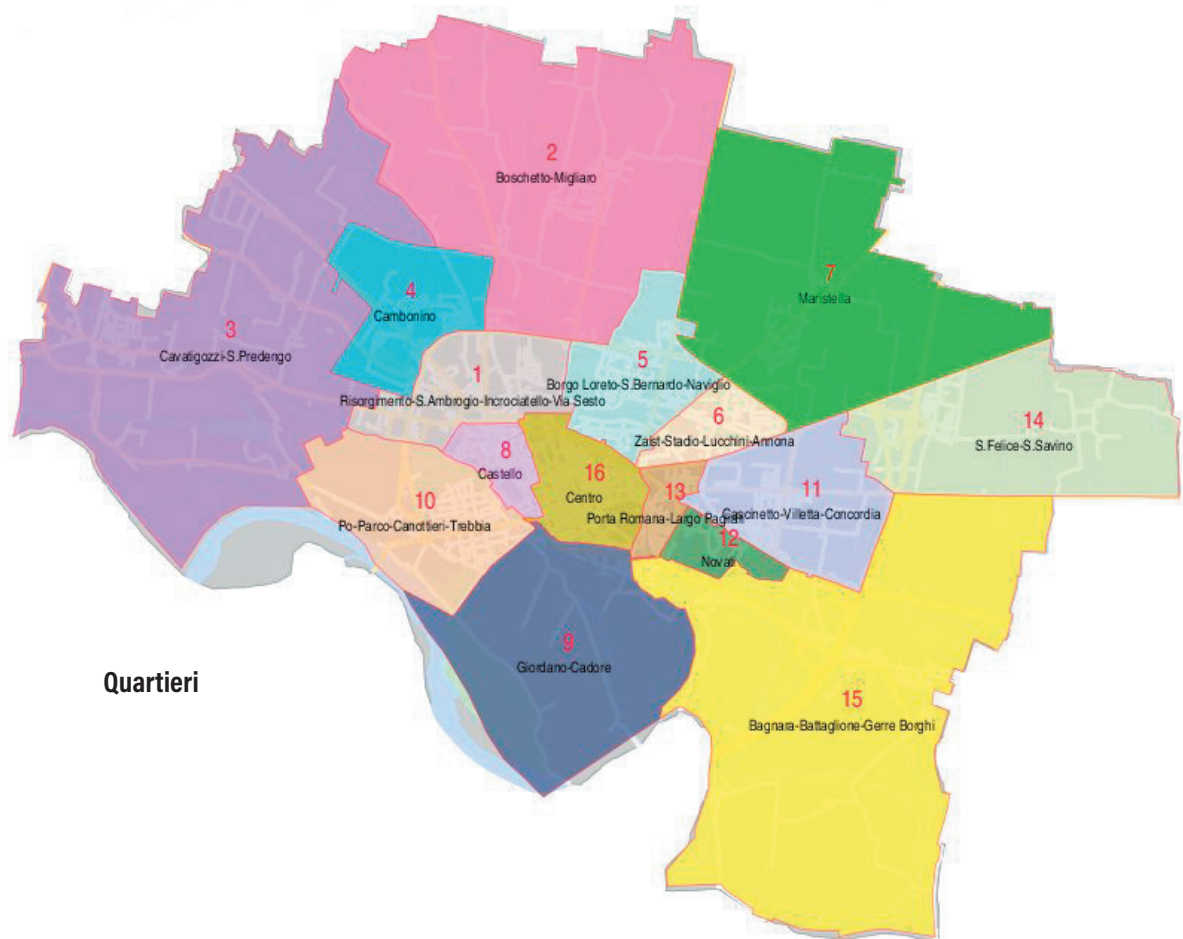 2
Boschetto-Migliaro
7
Maristella
4
Cambonino
3
Cavatigozzi-S.Predengo
5
Borgo Loreto-S.Bernardo-Naviglio
1
Risorgimento-S.Ambrogio-Incrociatello-Via Sesto
6
Zaist-Stadio-Lucchini-Annona
14
S.Felice-S.Savino
8
Castello
16
Centro
13
Porta Romana-Largo Pagliari
11
Cascinetto-Villetta-Concordia
10
Po-Parco-Canottieri-Trebbia
12
Novati
9
Giordano-Cadore
Quartieri
15
Bagnara-Battaglione-Gerre Borghi